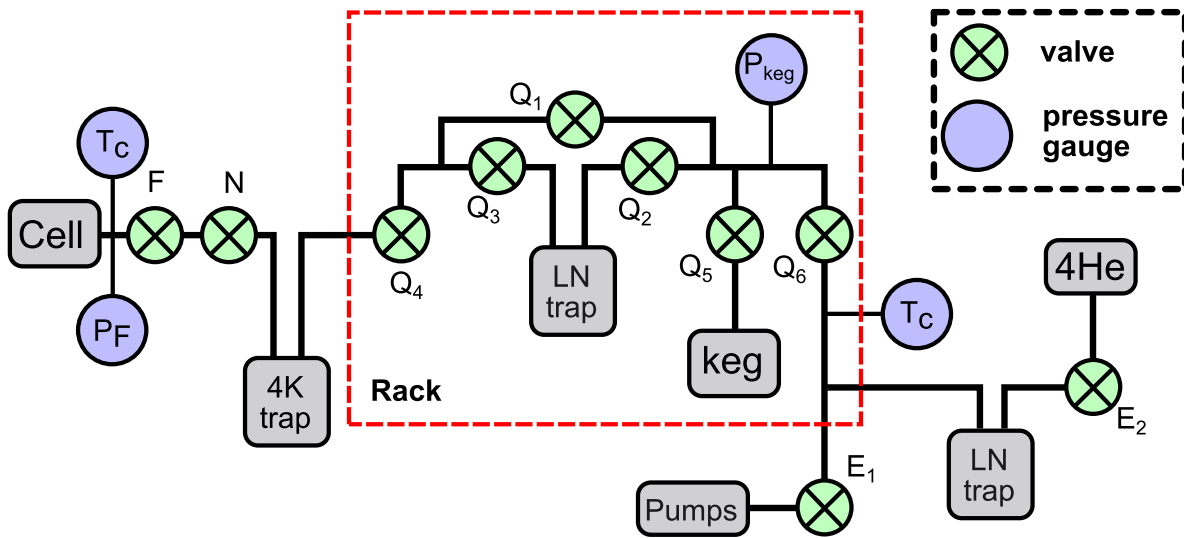 P keg
valve
Q1
pressure
gauge
TC
F
N
Q3
Q2
Cell
Q4
LN
trap
Q5
Q6
4He
PF
TC
keg
4K
trap
Rack
E2
E1
LN
trap
Pumps